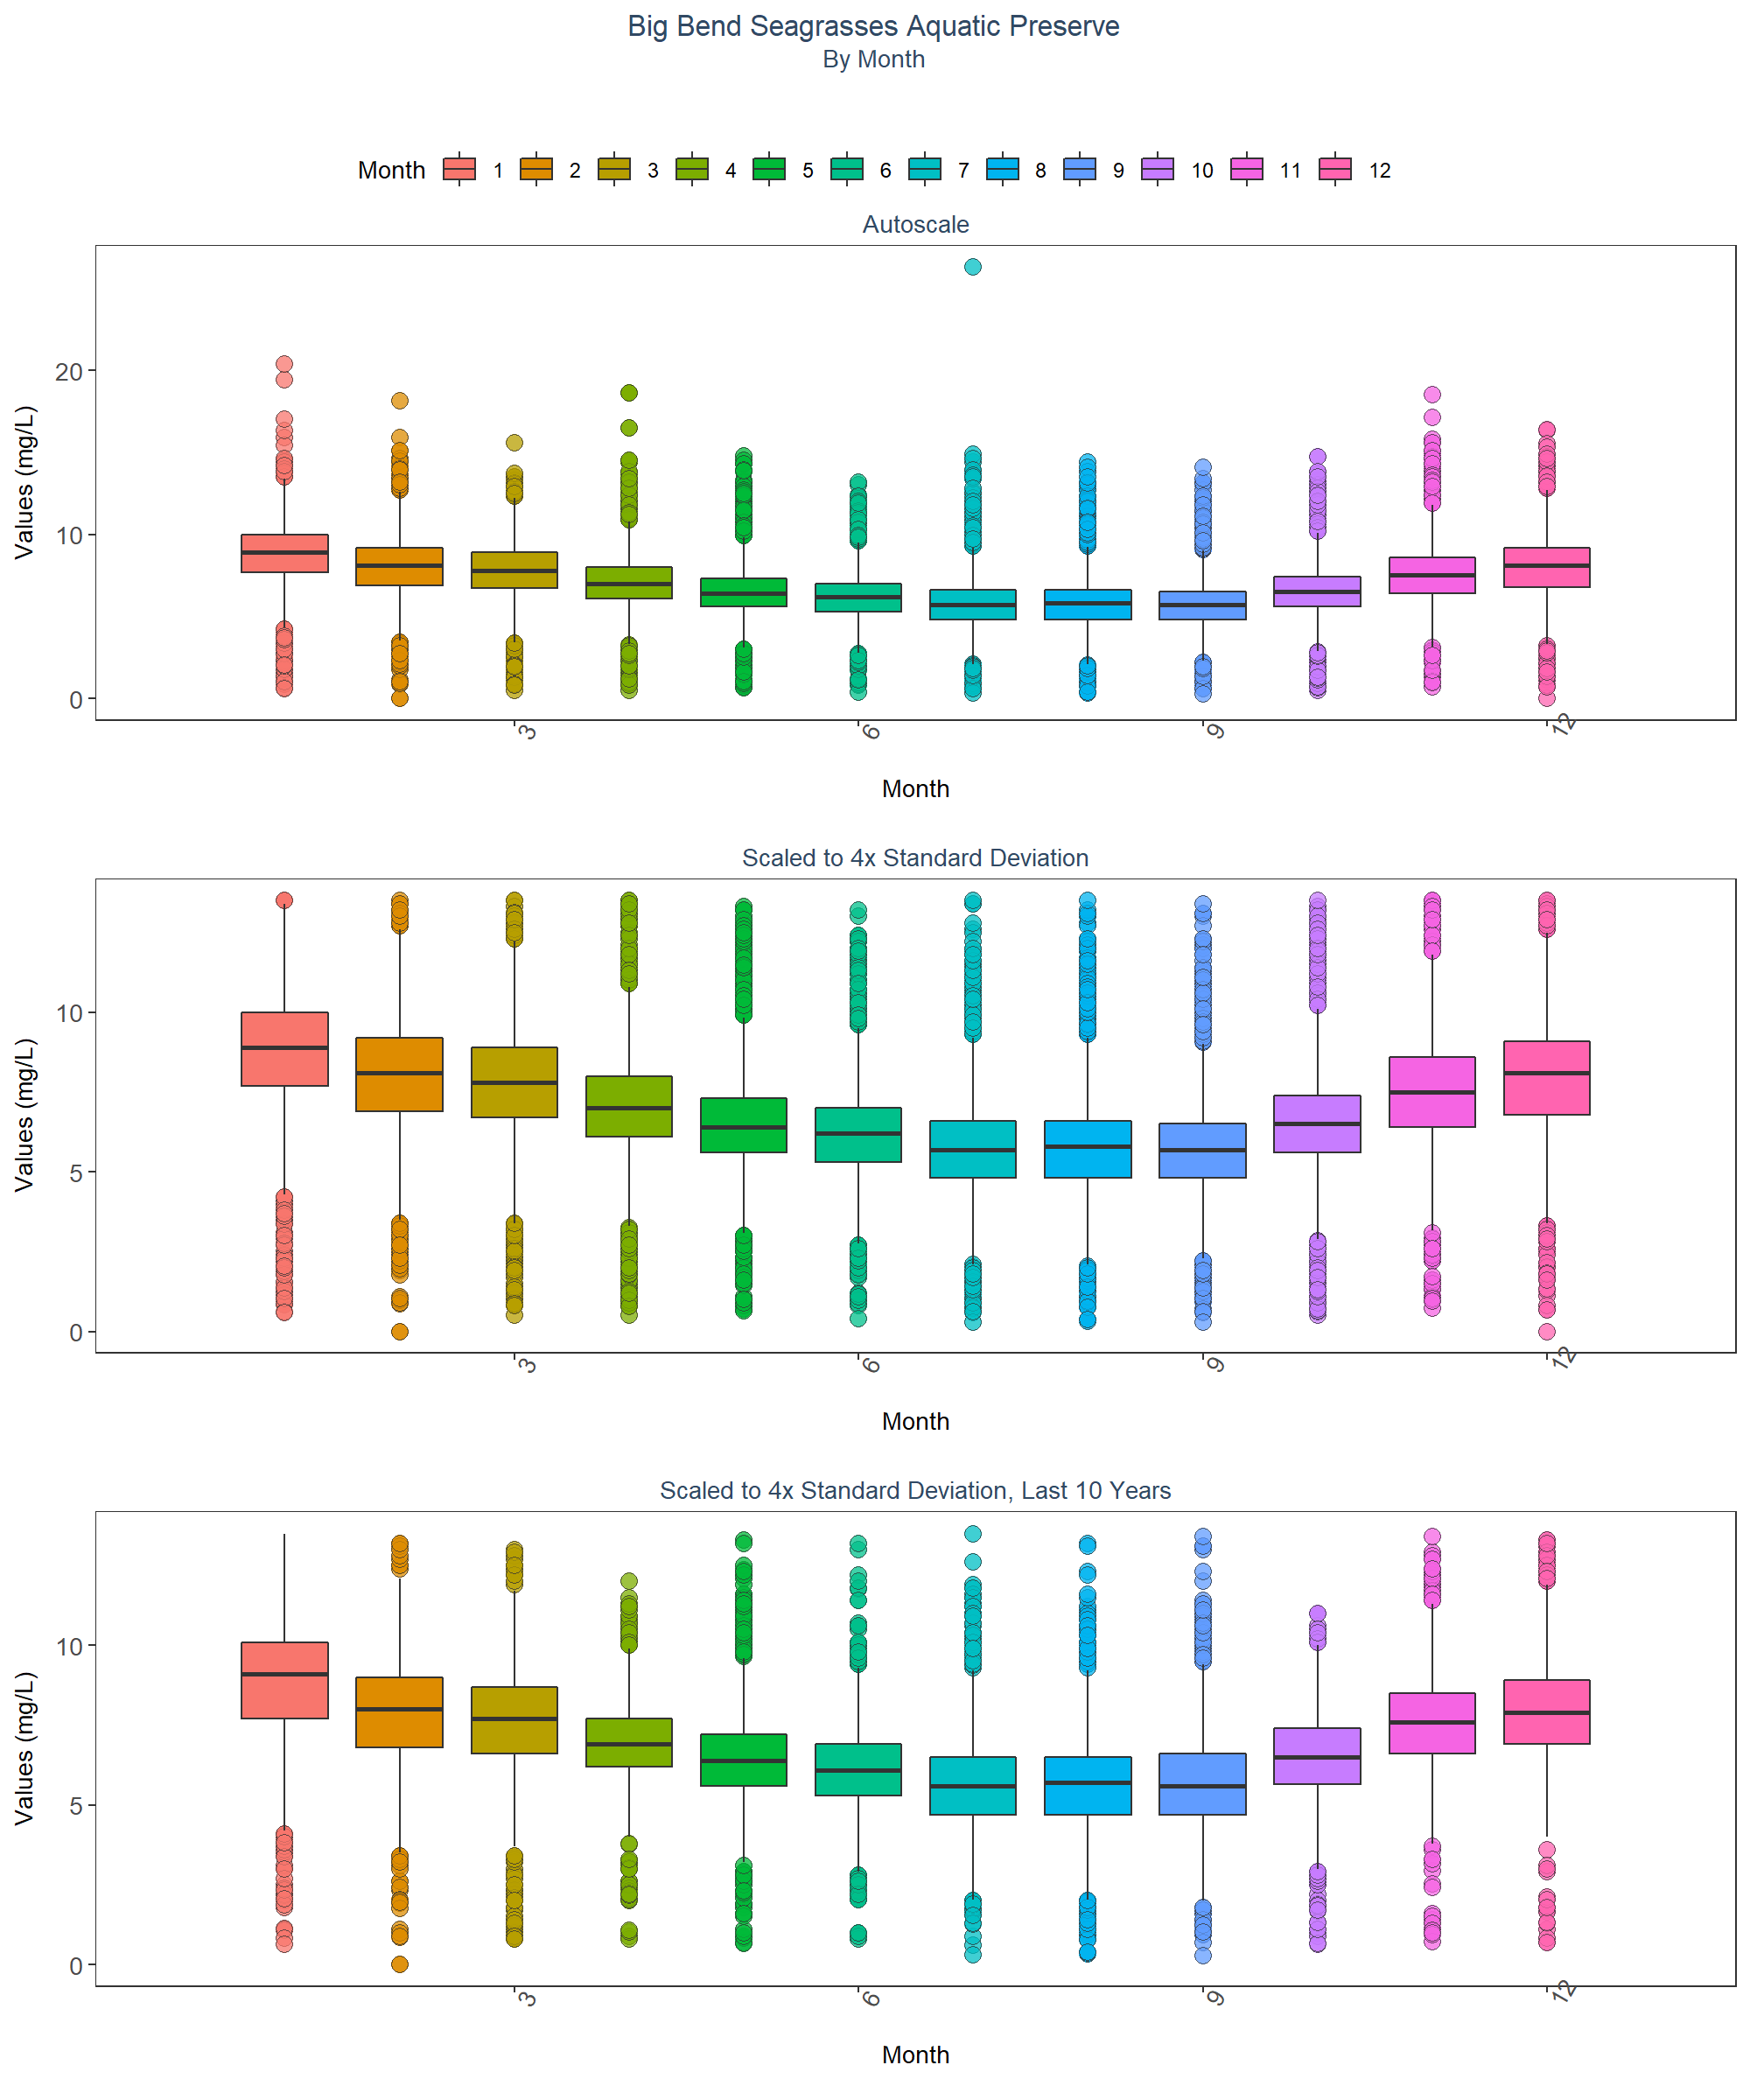 Big Bend Seagrasses Aquatic Preserve
By Month
Month 1 2 3 4 5 6 7 8 9 10 11 12
Autoscale
Values (mg/L)
20
10
0
3 6 9 12
Month
Scaled to 4x Standard Deviation
Values (mg/L)
10
5
0
3 6 9 12
Month
Scaled to 4x Standard Deviation, Last 10 Years
Values (mg/L)
10
5
0
3 6 9 12
Month